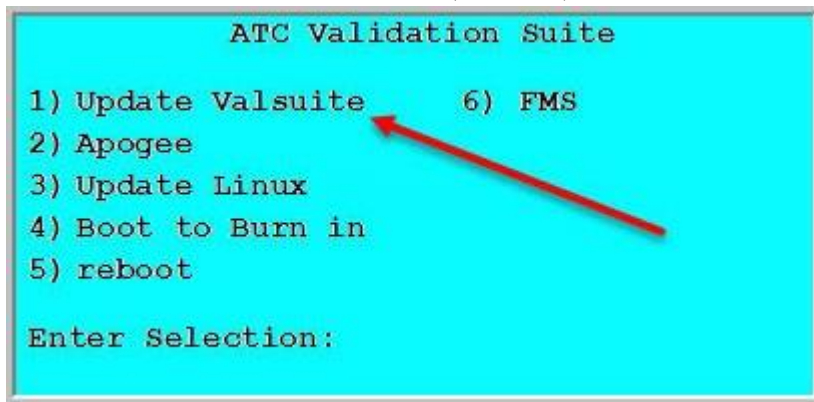 ATC Validation Suite
1) Update Valsuite 6) FMS
2) Apogee
3) Update Linux
4) Boot to Burn in
5) reboot
Enter Selection: